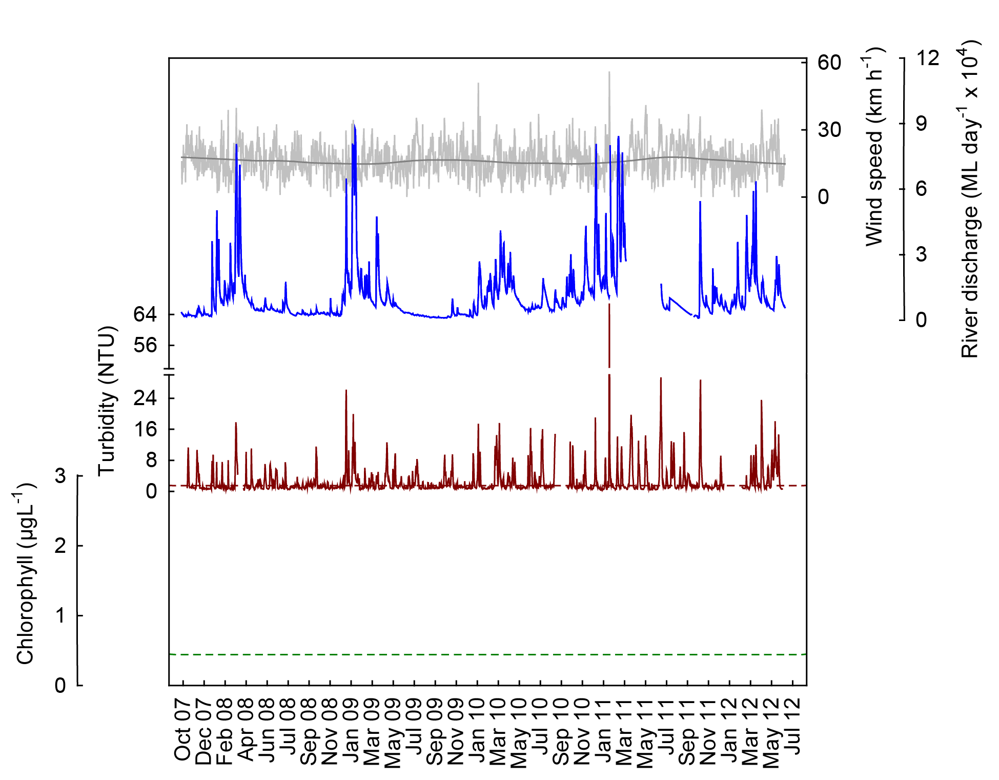 60
30
0
Wind speed (km h⁻¹)
12
9
6
3
0
River discharge (ML day⁻¹ x 10⁴)
64
56
24
16
8
0
Turbidity (NTU)
3
2
1
0
Chlorophyll (µgL⁻¹)
Oct 07
Dec 07
Feb 08
Apr 08
Jun 08
Jul 08
Sep 08
Nov 08
Jan 09
Mar 09
May 09
Jul 09
Sep 09
Nov 09
Jan 10
Mar 10
May 10
Jul 10
Sep 10
Nov 10
Jan 11
Mar 11
May 11
Jul 11
Sep 11
Nov 11
Jan 12
Mar 12
May 12
Jul 12